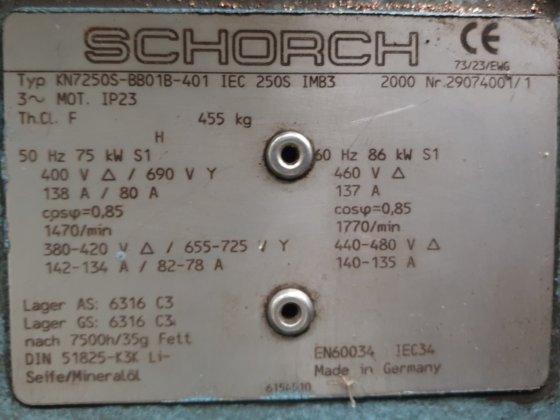 SCHORCH CE
73/23/EWG
Typ KN7250S-BB01B-401 IEC 250S IMB3 2000 Nr.29074001/1
3~ MOT. IP23
Th.Cl. F 455 kg
H
50 Hz 75 kW S1 60 Hz 86 kW S1
400 V Δ / 690 V Y 460 V Δ
138 A / 80 A 137 A
cosφ=0,85 cosφ=0,85
1470/min 1770/min
380-420 V Δ / 655-725 V Y 440-480 V Δ
142-134 A / 82-78 A 140-135 A
Lager AS: 6316 C3
Lager GS: 6316 C3
nach 7500h/35g Fett
DIN 51825-K3K Li-
Seife/Mineralöl
EN60034 IEC34
Made in Germany